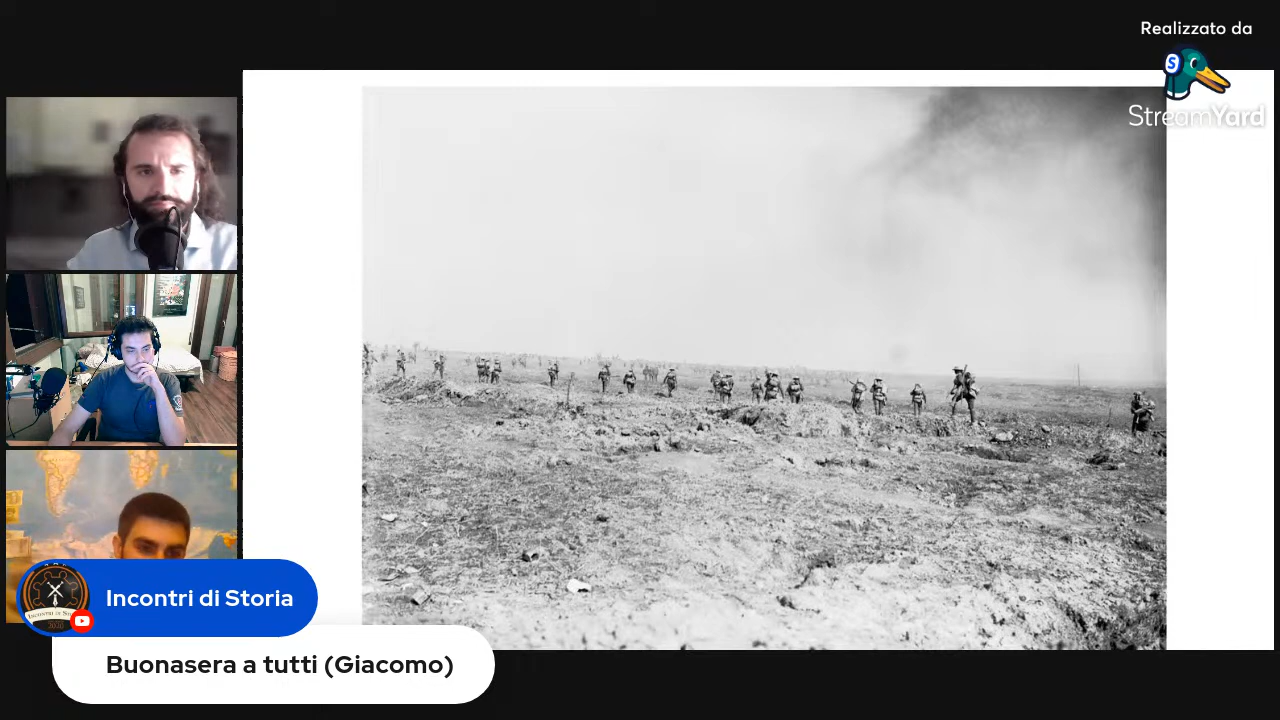 Realizzato da
StreamYard
Incontri di Storia
Buonasera a tutti (Giacomo)